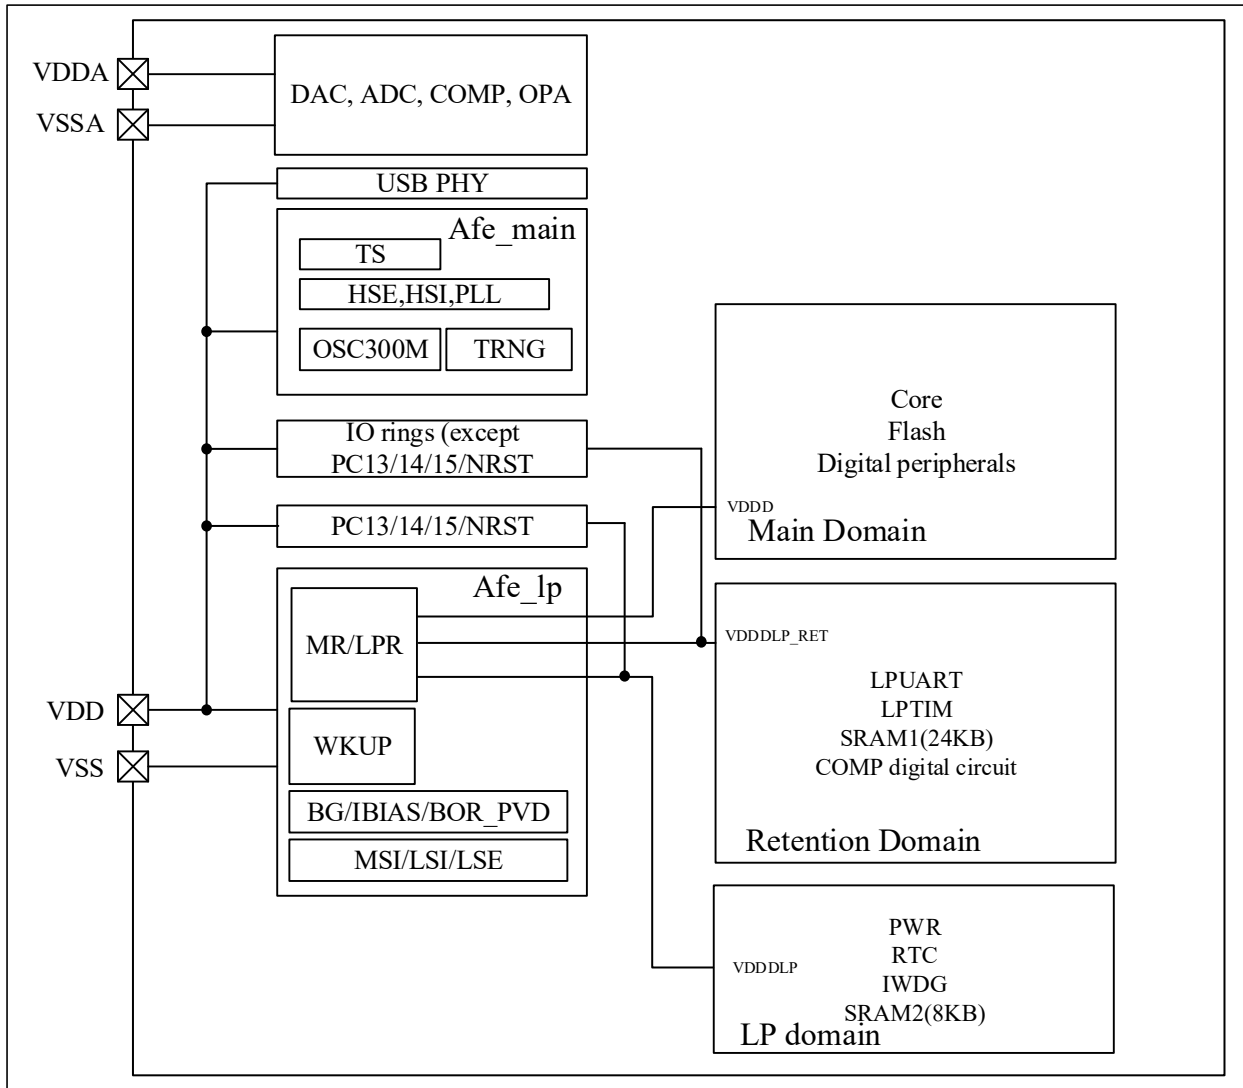 VDDA
VSSA
DAC, ADC, COMP, OPA
USB PHY
Afe_main
TS
HSE,HSI,PLL
OSC300M
TRNG
IO rings (except
PC13/14/15/NRST
PC13/14/15/NRST
Afe_lp
MR/LPR
WKUP
BG/IBIAS/BOR_PVD
MSI/LSI/LSE
VDD
VSS
Core
Flash
Digital peripherals
VDDD
Main Domain
VDDDLP_RET
LPUART
LPTIM
SRAM1(24KB)
COMP digital circuit
Retention Domain
PWR
RTC
VDDDLP
IWDG
SRAM2(8KB)
LP domain